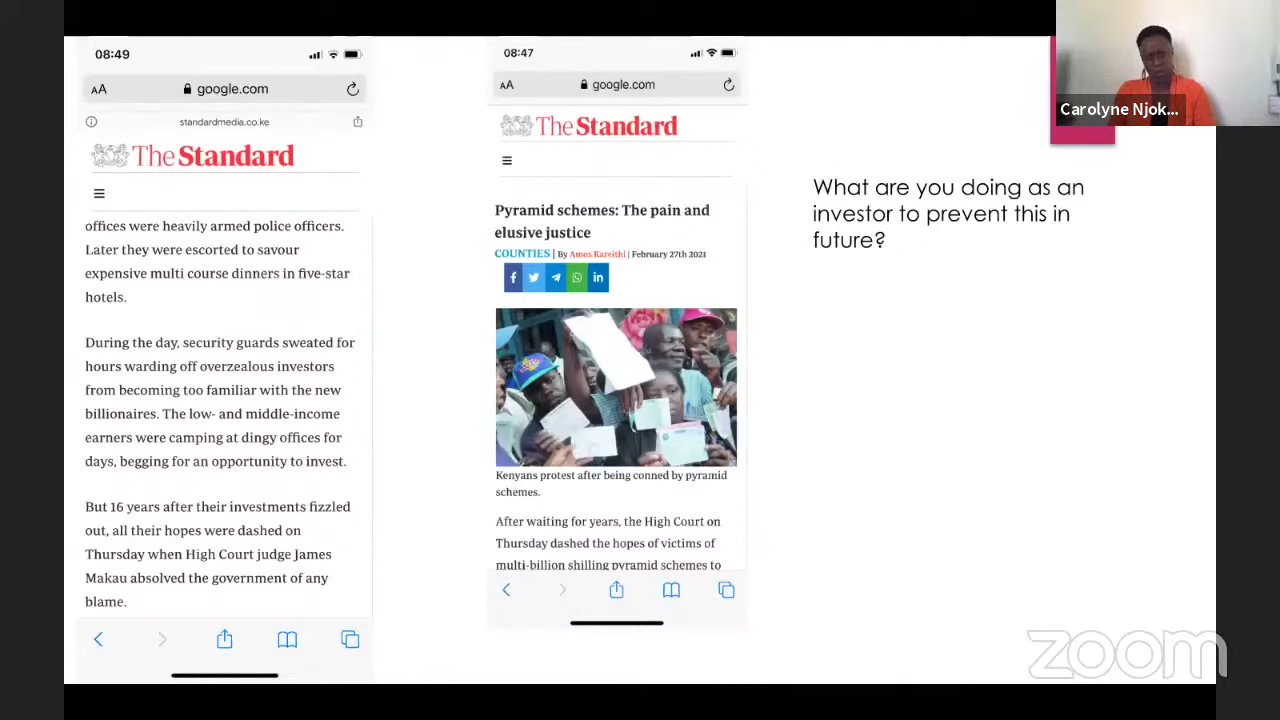 08:49
AA google.com
standardmedia.co.ke
The Standard
offices were heavily armed police officers.
Later they were escorted to savour
expensive multi course dinners in five-star
hotels.
During the day, security guards sweated for
hours warding off overzealous investors
from becoming too familiar with the new
billionaires. The low- and middle-income
earners were camping at dingy offices for
days, begging for an opportunity to invest.
But 16 years after their investments fizzled
out, all their hopes were dashed on
Thursday when High Court judge James
Makau absolved the government of any
blame.
08:47
AA google.com
The Standard
Pyramid schemes: The pain and
elusive justice
COUNTIES | By Amos Kareithi | February 27th 2021
Kenyans protest after being conned by pyramid
schemes.
After waiting for years, the High Court on
Thursday dashed the hopes of victims of
multi-billion shilling pyramid schemes to
What are you doing as an
investor to prevent this in
future?
Carolyne Njok...
zoom